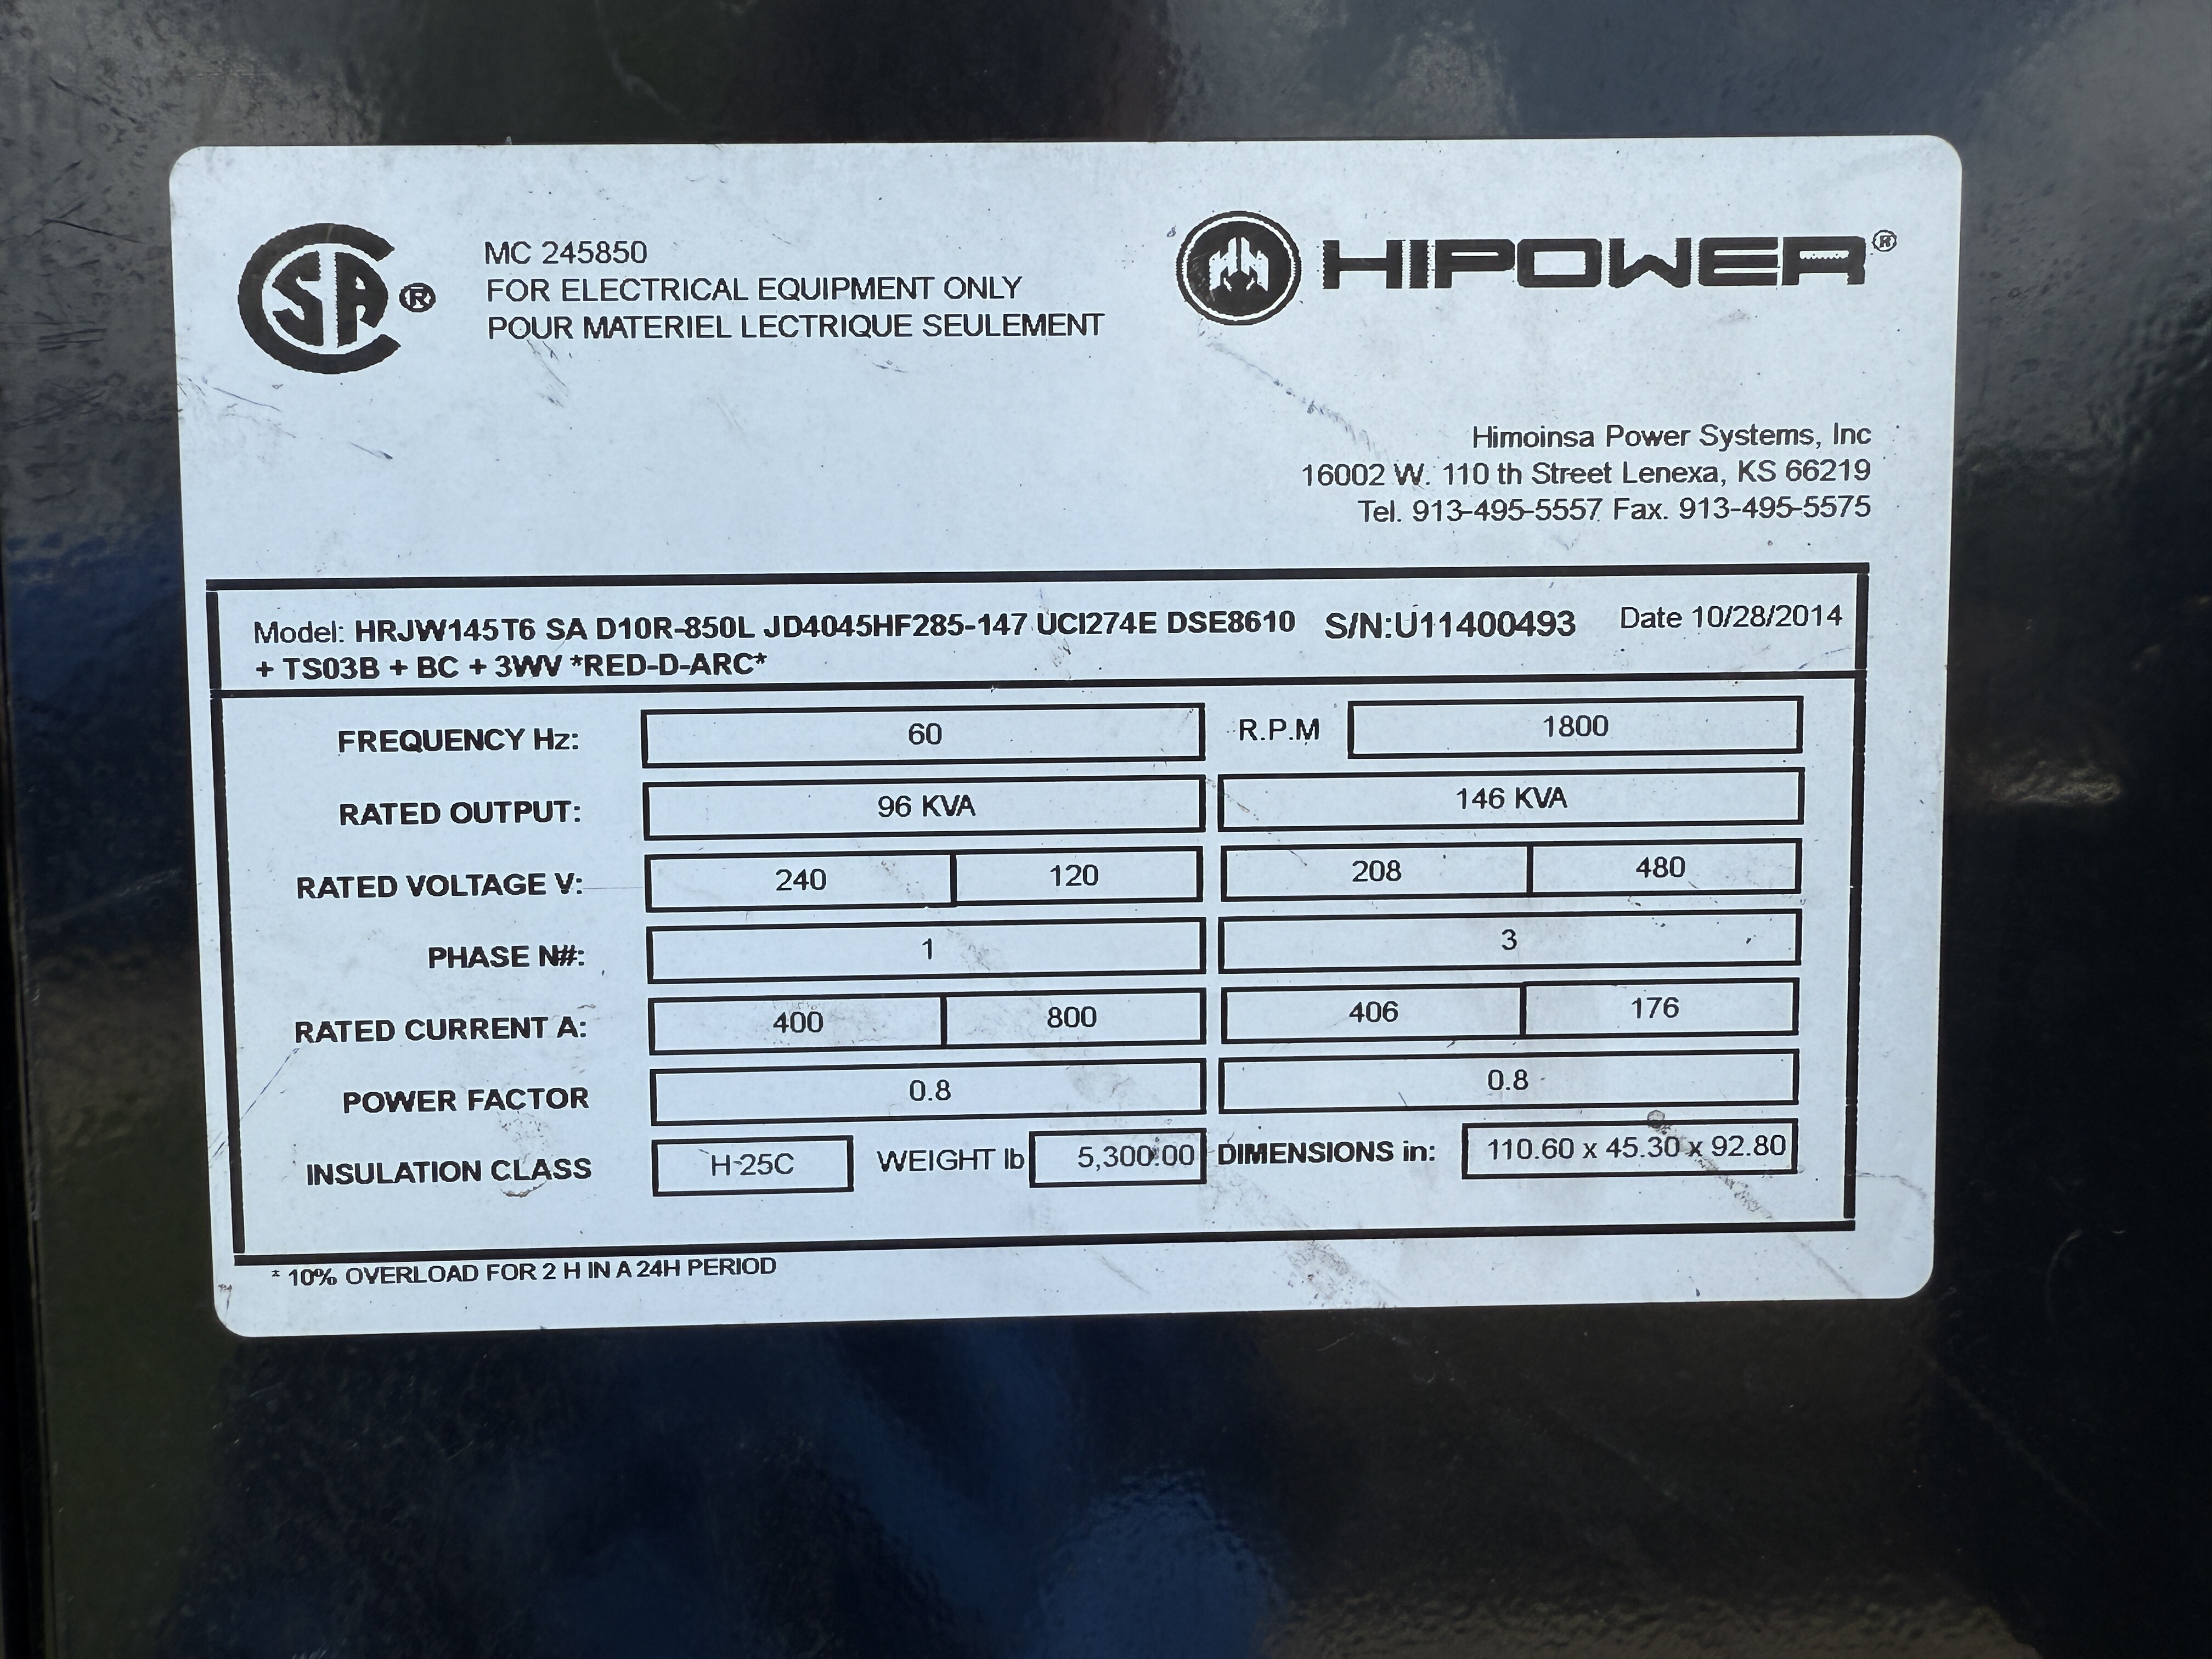 CSA® MC 245850
FOR ELECTRICAL EQUIPMENT ONLY
POUR MATERIEL LECTRIQUE SEULEMENT
HIPOWER®
Himoinsa Power Systems, Inc
16002 W. 110 th Street Lenexa, KS 66219
Tel. 913-495-5557 Fax. 913-495-5575
Model: HRJW145T6 SA D10R-850L JD4045HF285-147 UCI274E DSE8610 S/N:U11400493 Date 10/28/2014
+ TS03B + BC + 3WV *RED-D-ARC*
FREQUENCY Hz: 60 R.P.M 1800
RATED OUTPUT: 96 KVA 146 KVA
RATED VOLTAGE V: 240 120 208 480
PHASE N#: 1 3
RATED CURRENT A: 400 800 406 176
POWER FACTOR 0.8 0.8
INSULATION CLASS H-25C WEIGHT lb 5,300.00 DIMENSIONS in: 110.60 x 45.30 x 92.80
* 10% OVERLOAD FOR 2 H IN A 24H PERIOD